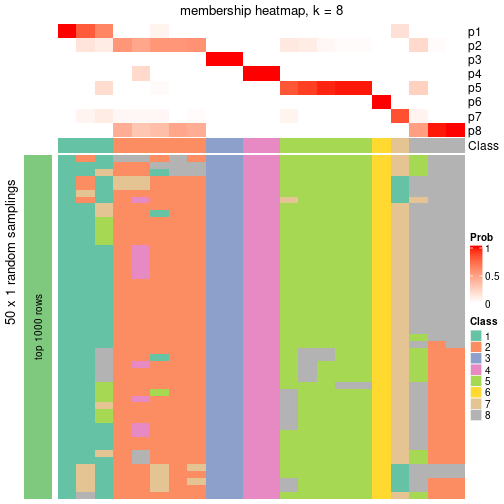 membership heatmap, k = 8
p1
p2
p3
p4
p5
p6
p7
p8
Class
50 x 1 random samplings
top 1000 rows
Prob
1
0.5
0
Class
1
2
3
4
5
6
7
8